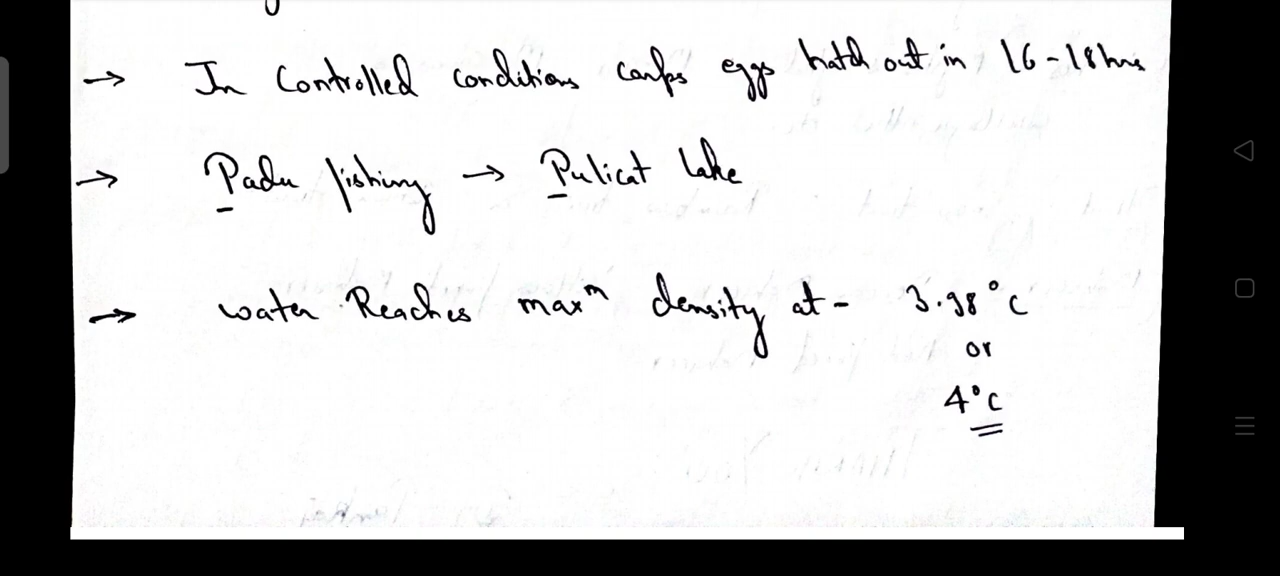 → In Controlled conditions carps eggs hatch out in 16-18hrs
→ Padu fishing → Pulicat Lake
→ water Reaches maxᵐ density at - 3.98°C
or
4°C